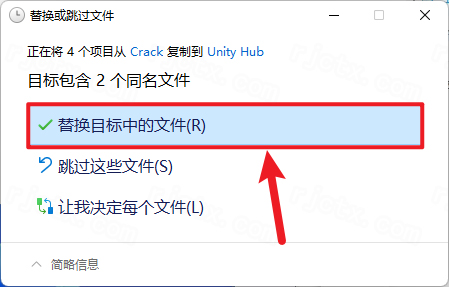 替换或跳过文件
正在将 4 个项目从 Crack 复制到 Unity Hub
目标包含 2 个同名文件
替换目标中的文件(R)
跳过这些文件(S)
让我决定每个文件(L)
简略信息